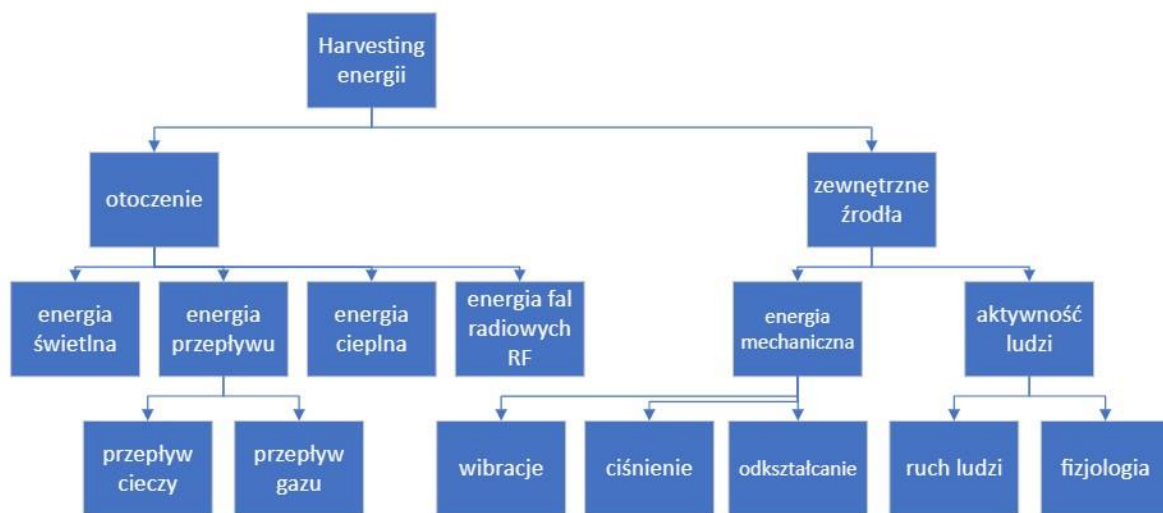 Harvesting
energii
otoczenie
zewnętrzne
źrodła
energia
świetlna
energia
przepływu
energia
cieplna
energia fal
radiowych
RF
energia
mechaniczna
aktywność
ludzi
przepływ
cieczy
przepływ
gazu
wibracje
ciśnienie
odkształcanie
ruch ludzi
fizjologia